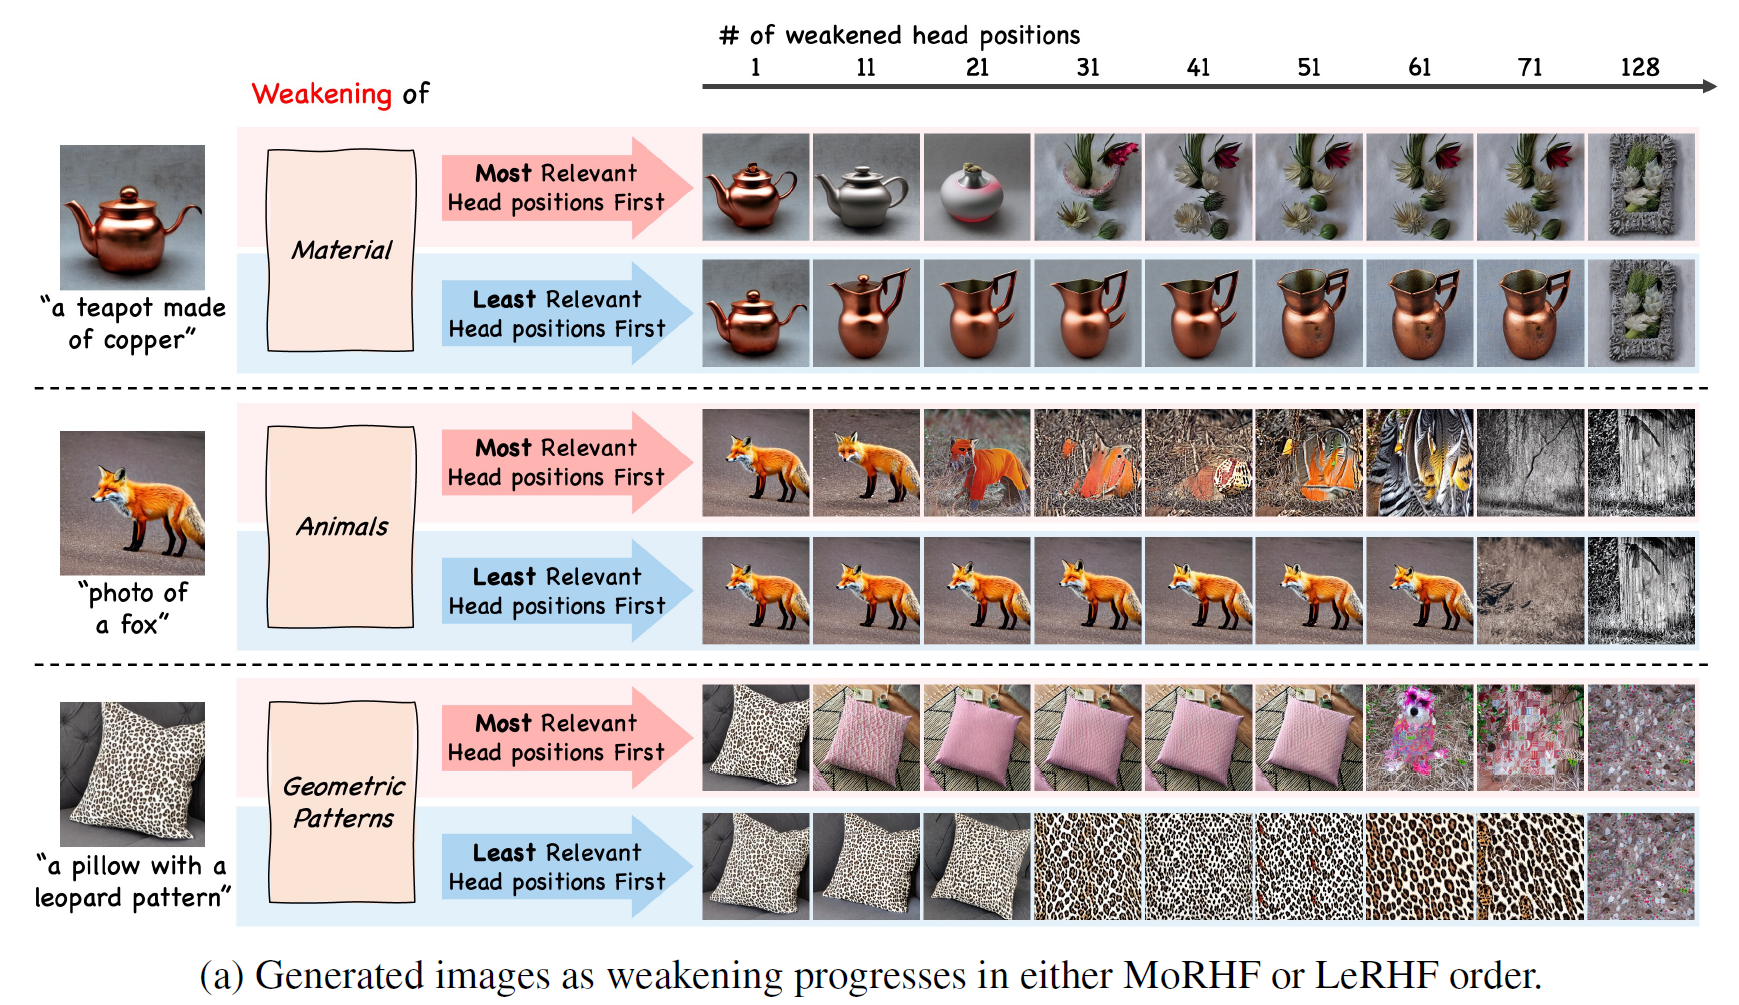 # of weakened head positions
1 11 21 31 41 51 61 71 128
Weakening of
Most Relevant
Head positions First
Material
Least Relevant
Head positions First
“a teapot made
of copper”
Most Relevant
Head positions First
Animals
Least Relevant
Head positions First
“photo of
a fox”
Most Relevant
Head positions First
Geometric
Patterns
Least Relevant
Head positions First
“a pillow with a
leopard pattern”
(a) Generated images as weakening progresses in either MoRHF or LeRHF order.